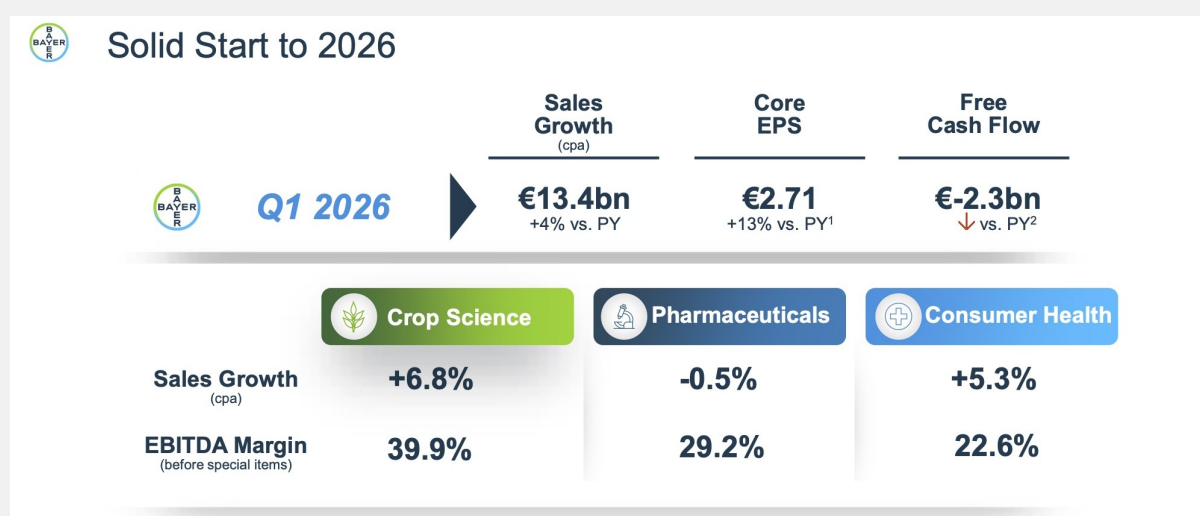 BAYER
BAYER
Solid Start to 2026
Sales
Growth
(cpa)
Core
EPS
Free
Cash Flow
BAYER
BAYER
Q1 2026
€13.4bn
+4% vs. PY
€2.71
+13% vs. PY¹
€-2.3bn
↓ vs. PY²
Crop Science
Pharmaceuticals
Consumer Health
Sales Growth
(cpa)
+6.8%
-0.5%
+5.3%
EBITDA Margin
(before special items)
39.9%
29.2%
22.6%